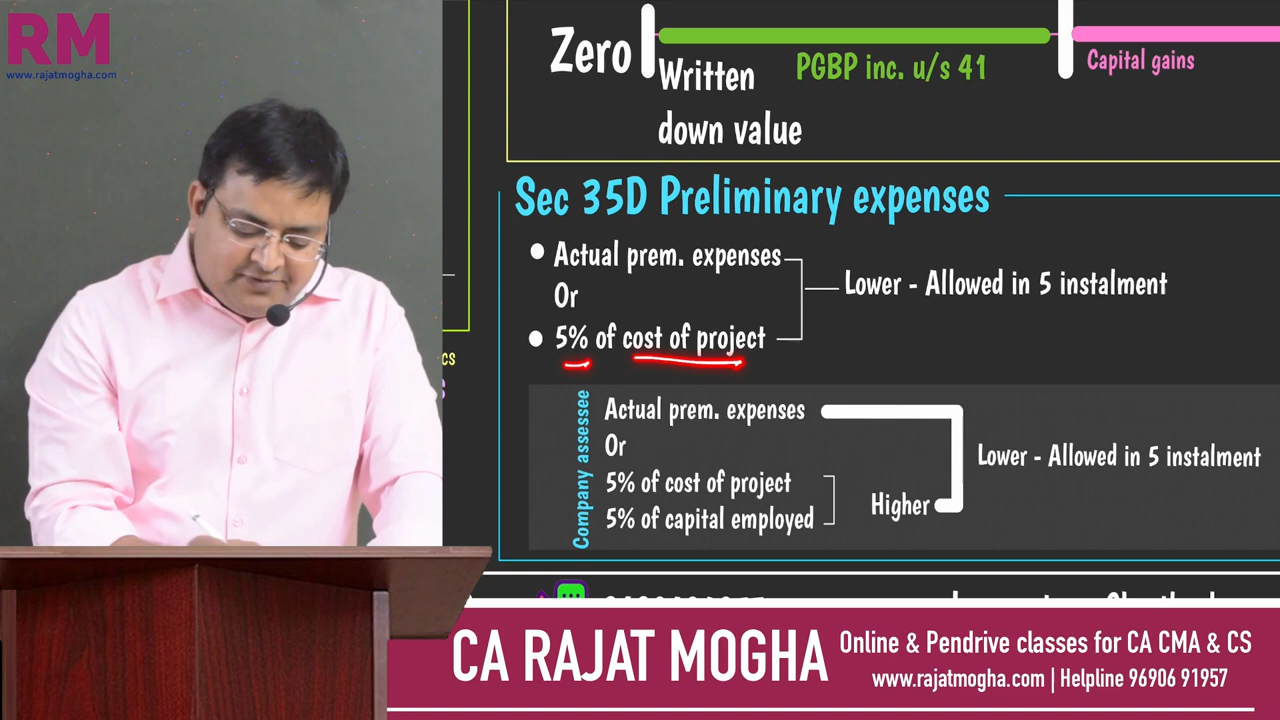 RM
www.rajatmogha.com
Zero
Written
down value
PGBP inc. u/s 41
Capital gains
Sec 35D Preliminary expenses
Actual prem. expenses
Or
5% of cost of project
Lower - Allowed in 5 instalment
cs
Company assessee
Actual prem. expenses
Or
5% of cost of project
5% of capital employed
Higher
Lower - Allowed in 5 instalment
CA RAJAT MOGHA
Online & Pendrive classes for CA CMA & CS
www.rajatmogha.com | Helpline 96906 91957